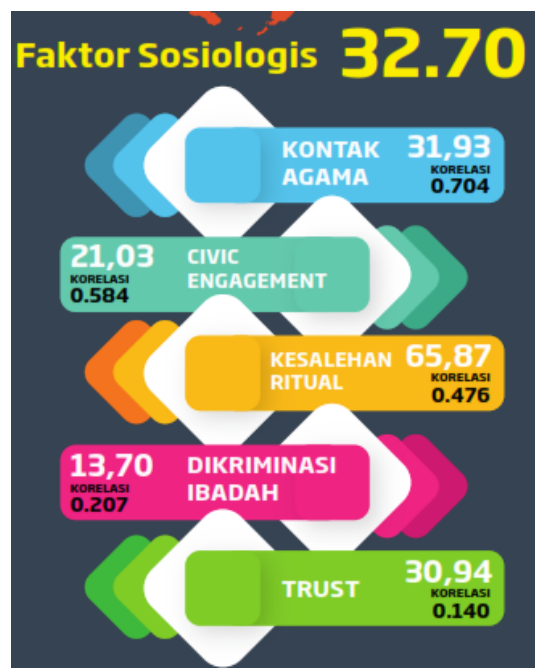 Faktor Sosiologis 32.70
KONTAK AGAMA
31,93
KORELASI
0.704
21,03
KORELASI
0.584
CIVIC
ENGAGEMENT
KESALEHAN
RITUAL
65,87
KORELASI
0.476
13,70
KORELASI
0.207
DIKRIMINASI
IBADAH
TRUST
30,94
KORELASI
0.140